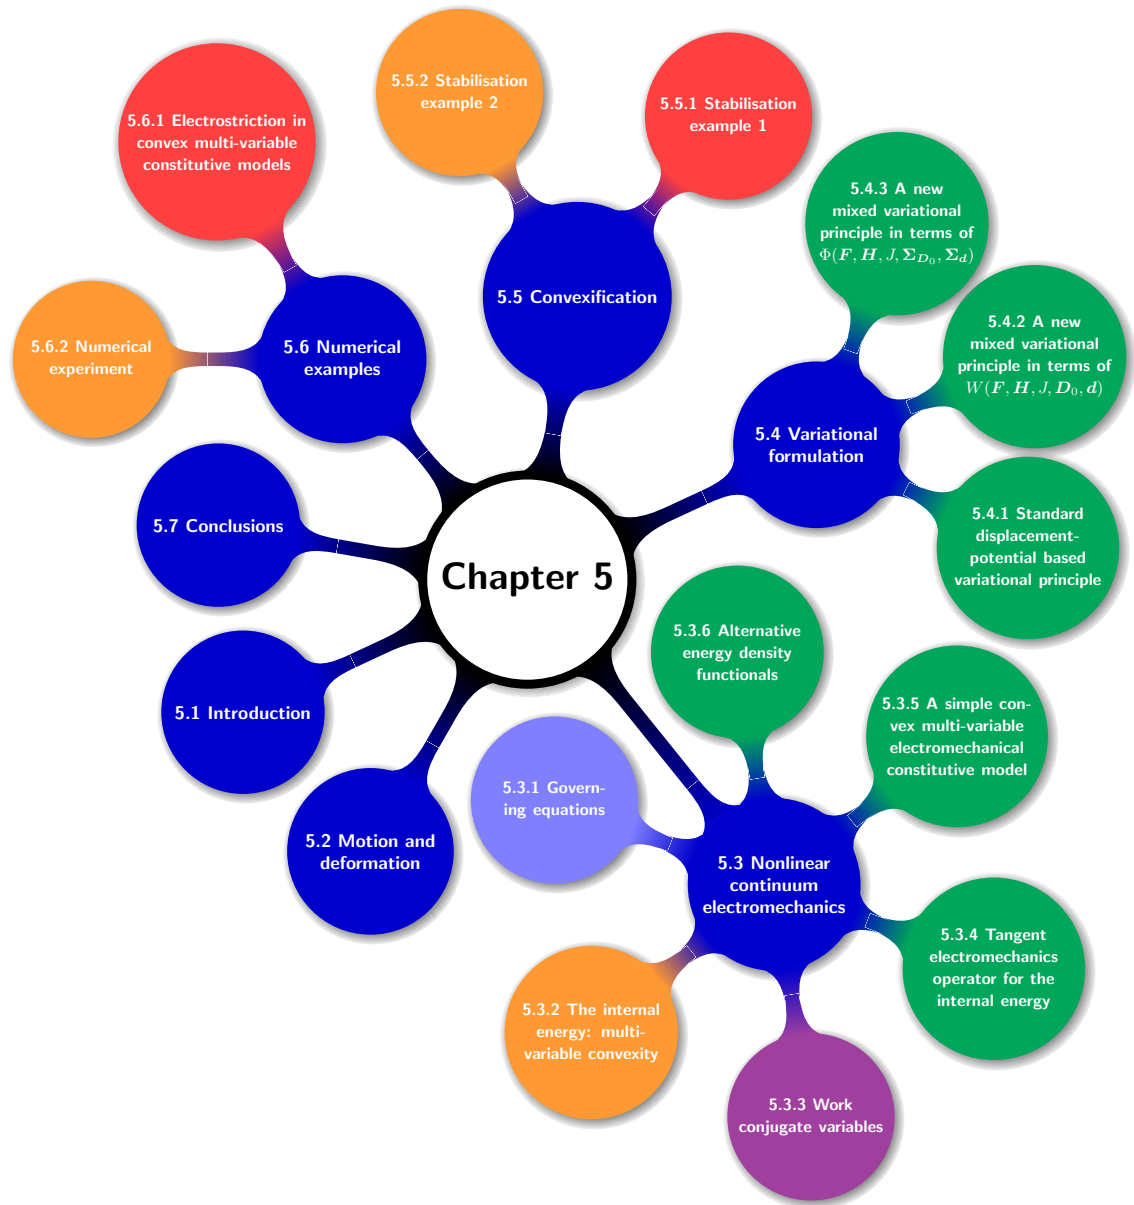 Chapter 5
5.1 Introduction
5.2 Motion and
deformation
5.3 Nonlinear
continuum
electromechanics
5.3.1 Govern-
ing equations
5.3.2 The internal
energy: multi-
variable convexity
5.3.3 Work
conjugate variables
5.3.4 Tangent
electromechanics
operator for the
internal energy
5.3.5 A simple con-
vex multi-variable
electromechanical
constitutive model
5.3.6 Alternative
energy density
functionals
5.4 Variational
formulation
5.4.1 Standard
displacement-
potential based
variational principle
5.4.2 A new
mixed variational
principle in terms of
W(F, H, J, D₀, d)
5.4.3 A new
mixed variational
principle in terms of
Φ(F, H, J, Σ_D₀, Σ_d)
5.5 Convexification
5.5.1 Stabilisation
example 1
5.5.2 Stabilisation
example 2
5.6 Numerical
examples
5.6.1 Electrostriction in
convex multi-variable
constitutive models
5.6.2 Numerical
experiment
5.7 Conclusions